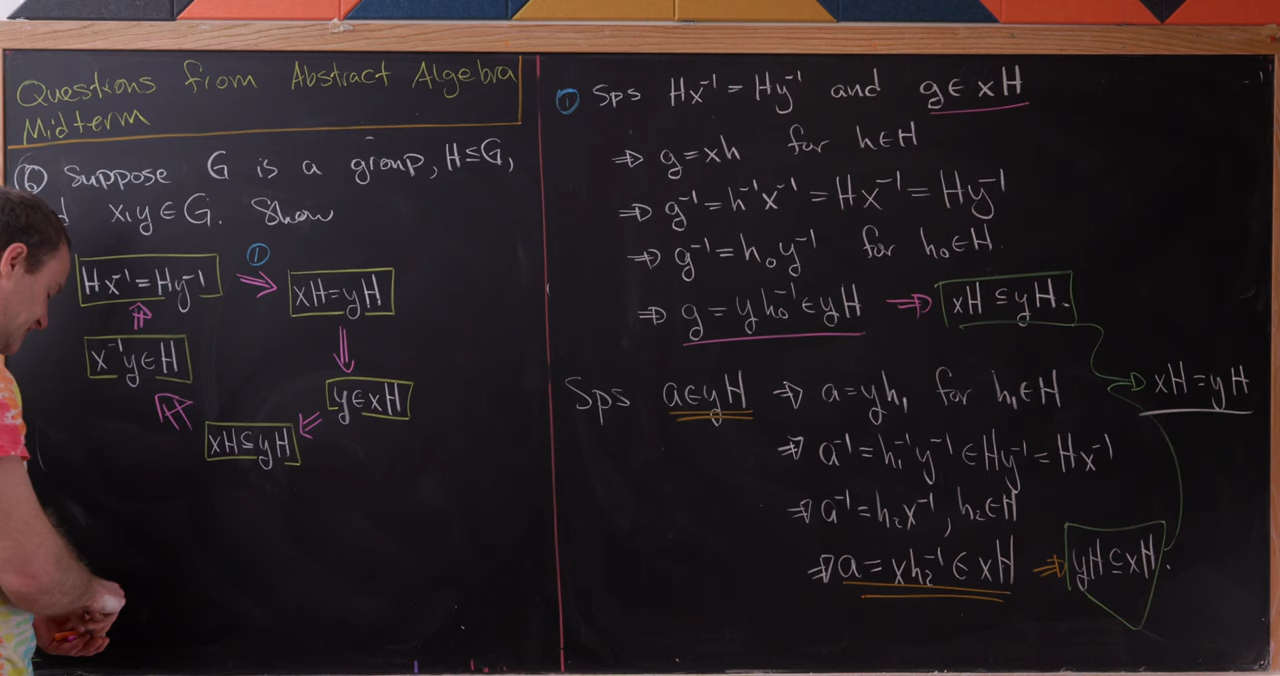 Questions from Abstract Algebra
Midterm
⑥ Suppose G is a group, H≤G,
x,y∈G. Show
①
Hx⁻¹=Hy⁻¹ ⇒ xH=yH
⇑ ⇓
x⁻¹y∈H
y∈xH
xH⊆yH
① Sps Hx⁻¹=Hy⁻¹ and g∈xH
⇒ g=xh for h∈H
⇒ g⁻¹=h⁻¹x⁻¹=Hx⁻¹=Hy⁻¹
⇒ g⁻¹=h₀y⁻¹ for h₀∈H.
⇒ g=yh₀⁻¹∈yH ⇒ xH⊆yH.
⇒ xH=yH
Sps a∈yH ⇒ a=yh₁ for h₁∈H
⇒ a⁻¹=h₁⁻¹y⁻¹∈Hy⁻¹=Hx⁻¹
⇒ a⁻¹=h₂x⁻¹, h₂∈H
⇒ a=xh₂⁻¹∈xH ⇒ yH⊆xH.